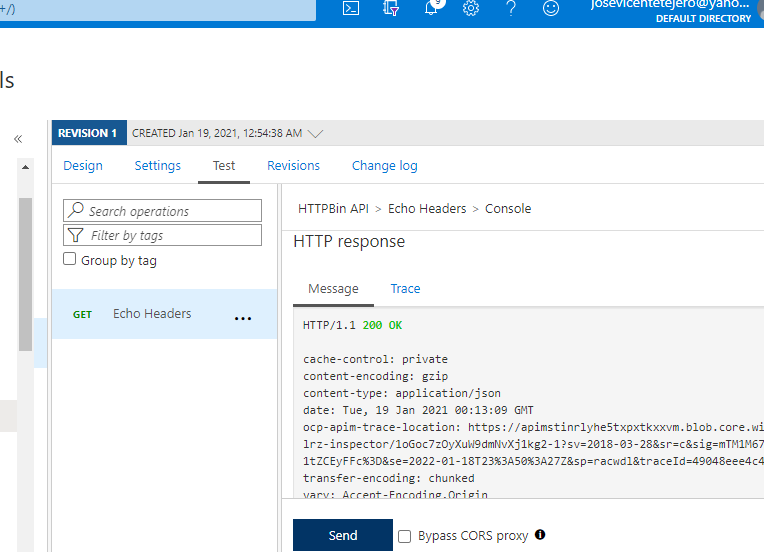 +/)
9
josevicentetejero@yaho...
DEFAULT DIRECTORY
ls
REVISION 1 CREATED Jan 19, 2021, 12:54:38 AM
«
Design Settings Test Revisions Change log
Search operations
Filter by tags
Group by tag
GET Echo Headers ...
HTTPBin API > Echo Headers > Console
HTTP response
Message Trace
HTTP/1.1 200 OK
cache-control: private
content-encoding: gzip
content-type: application/json
date: Tue, 19 Jan 2021 00:13:09 GMT
ocp-apim-trace-location: https://apimstinrlyhe5txpxtkxxvm.blob.core.wi
lrz-inspector/1oGoc7zOyXuW9dmNvXj1kg2-1?sv=2018-03-28&sr=c&sig=mTM1M67
1tZCEyFFc%3D&se=2022-01-18T23%3A50%3A27Z&sp=racwdl&traceId=49048eee4c4
transfer-encoding: chunked
vary: Accept-Encoding,Origin
Send Bypass CORS proxy